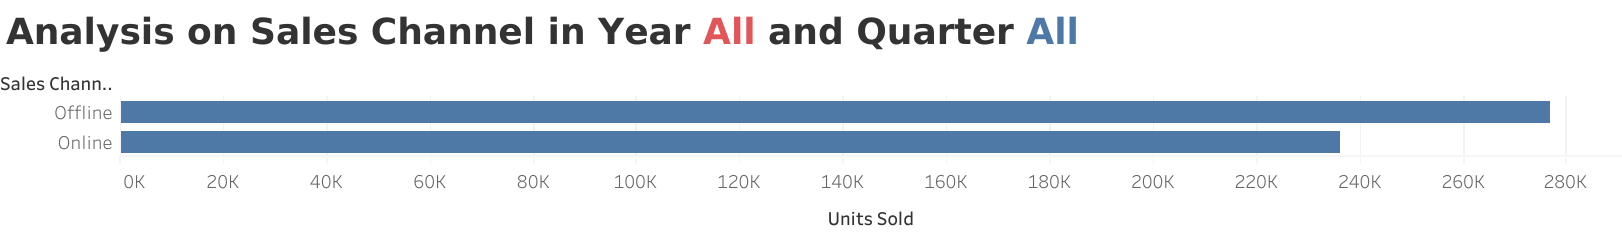 Analysis on Sales Channel in Year All and Quarter All
Sales Chann..
Offline
Online
0K 20K 40K 60K 80K 100K 120K 140K 160K 180K 200K 220K 240K 260K 280K
Units Sold